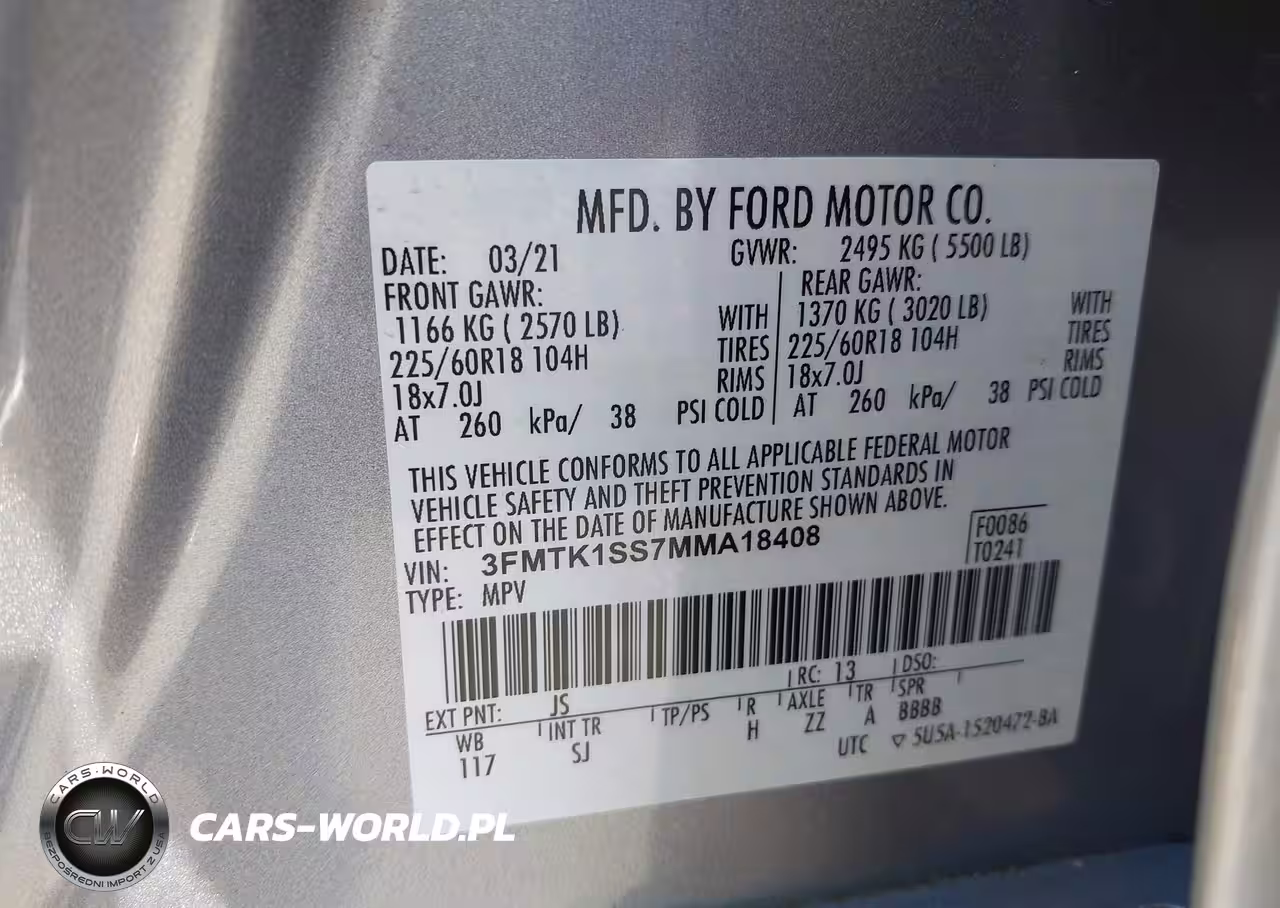 MFD. BY FORD MOTOR CO.
DATE: 03/21 GVWR: 2495 KG ( 5500 LB)
FRONT GAWR: REAR GAWR:
1166 KG ( 2570 LB) WITH 1370 KG ( 3020 LB) WITH
225/60R18 104H TIRES 225/60R18 104H TIRES
18x7.0J RIMS 18x7.0J RIMS
AT 260 kPa/ 38 PSI COLD AT 260 kPa/ 38 PSI COLD
THIS VEHICLE CONFORMS TO ALL APPLICABLE FEDERAL MOTOR
VEHICLE SAFETY AND THEFT PREVENTION STANDARDS IN
EFFECT ON THE DATE OF MANUFACTURE SHOWN ABOVE.
VIN: 3FMTK1SS7MMA18408 F0086
TYPE: MPV T0241
EXT PNT: JS RC: 13 DSO:
WB INT TR TP/PS R AXLE TR SPR
117 SJ H ZZ A BBBB
UTC ▽ 5U5A-1520472-BA
CARS-WORLD
CW
BEZPOŚREDNI IMPORT Z USA
CARS-WORLD.PL